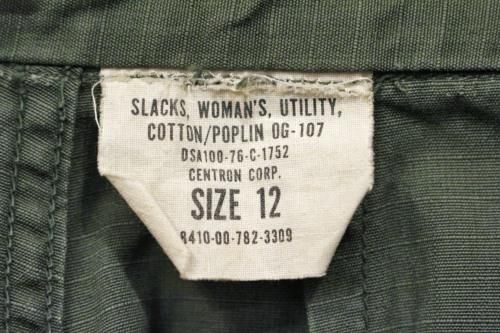 SLACKS, WOMAN'S, UTILITY,
COTTON/POPLIN OG-107
DSA100-76-C-1752
CENTRON CORP.
SIZE 12
8410-00-782-3309